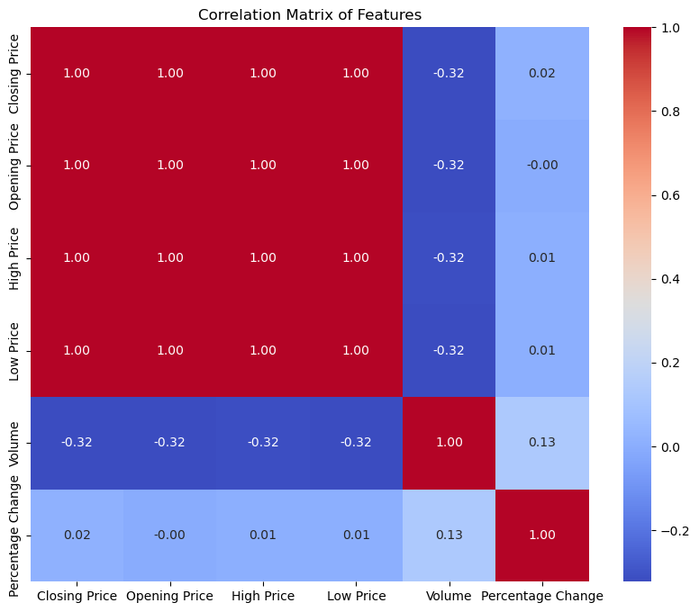 Correlation Matrix of Features
Closing Price 1.00 1.00 1.00 1.00 -0.32 0.02
Opening Price 1.00 1.00 1.00 1.00 -0.32 -0.00
High Price 1.00 1.00 1.00 1.00 -0.32 0.01
Low Price 1.00 1.00 1.00 1.00 -0.32 0.01
Volume -0.32 -0.32 -0.32 -0.32 1.00 0.13
Percentage Change 0.02 -0.00 0.01 0.01 0.13 1.00
Closing Price Opening Price High Price Low Price Volume Percentage Change
1.0
0.8
0.6
0.4
0.2
0.0
−0.2